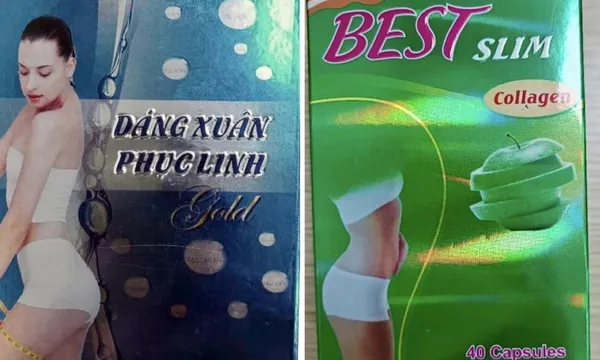 DÁNG XUÂN
PHỤC LINH
Gold
BEST SLIM
Collagen
40 Capsules